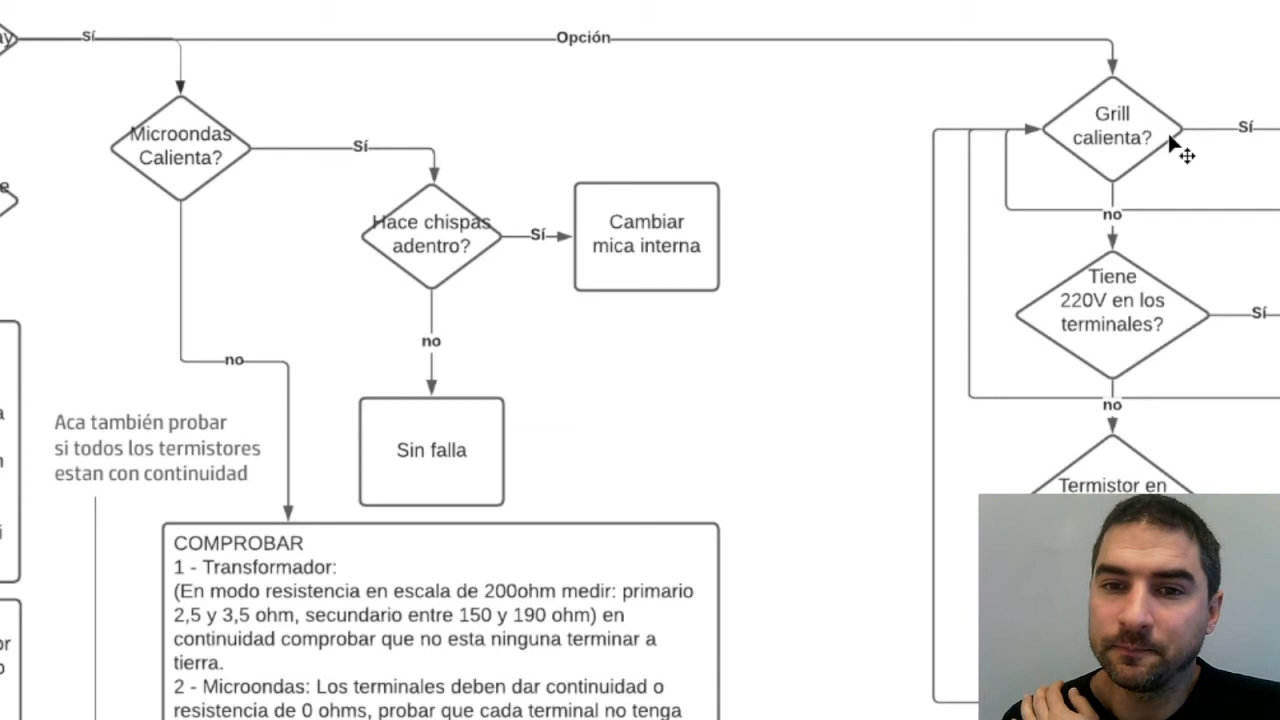 Sí
Opción
Grill
calienta?
Sí
Microondas
Calienta?
Sí
Hace chispas
adentro?
Sí
Cambiar
mica interna
no
Tiene
220V en los
terminales?
Sí
no
no
no
Sin falla
Aca también probar
si todos los termistores
estan con continuidad
Termistor en
COMPROBAR
1 - Transformador:
(En modo resistencia en escala de 200ohm medir: primario
2,5 y 3,5 ohm, secundario entre 150 y 190 ohm) en
continuidad comprobar que no esta ninguna terminar a
tierra.
2 - Microondas: Los terminales deben dar continuidad o
resistencia de 0 ohms, probar que cada terminal no tenga